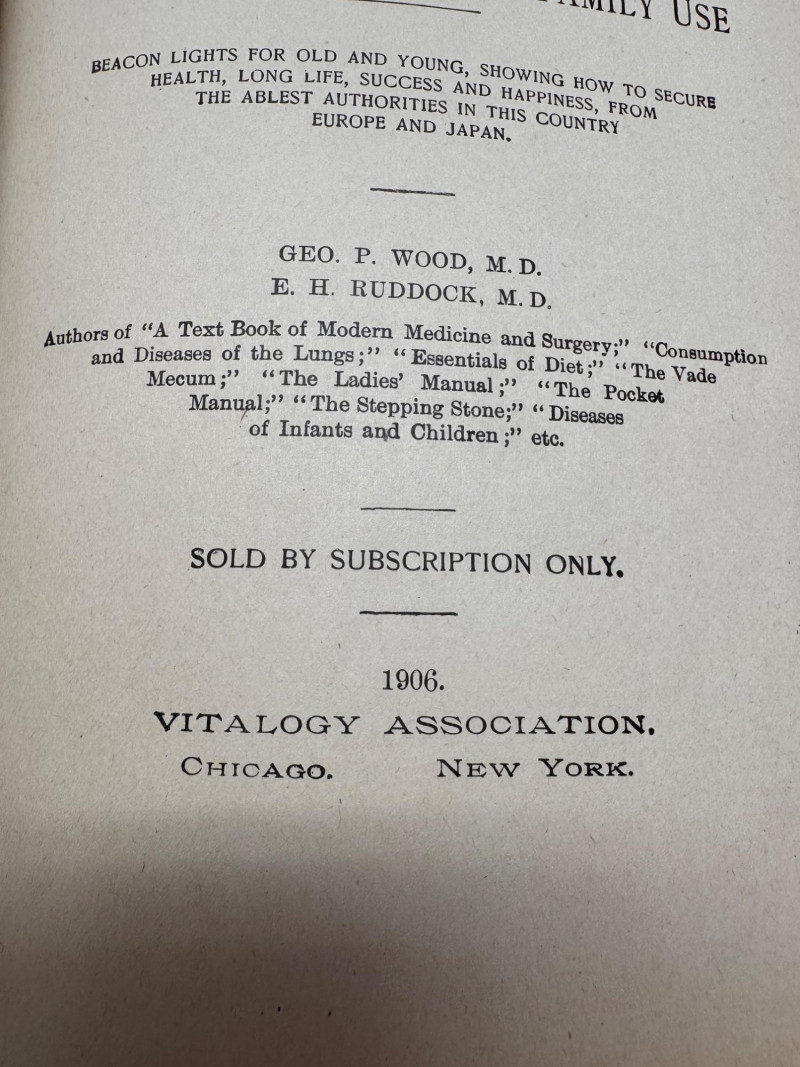 FAMILY USE
BEACON LIGHTS FOR OLD AND YOUNG, SHOWING HOW TO SECURE
HEALTH, LONG LIFE, SUCCESS AND HAPPINESS, FROM
THE ABLEST AUTHORITIES IN THIS COUNTRY
EUROPE AND JAPAN.
GEO. P. WOOD, M. D.
E. H. RUDDOCK, M. D.
Authors of "A Text Book of Modern Medicine and Surgery;" "Consumption
and Diseases of the Lungs;" "Essentials of Diet;" "The Vade
Mecum;" "The Ladies' Manual;" "The Pocket
Manual;" "The Stepping Stone;" "Diseases
of Infants and Children;" etc.
SOLD BY SUBSCRIPTION ONLY.
1906.
VITALOGY ASSOCIATION.
CHICAGO. NEW YORK.